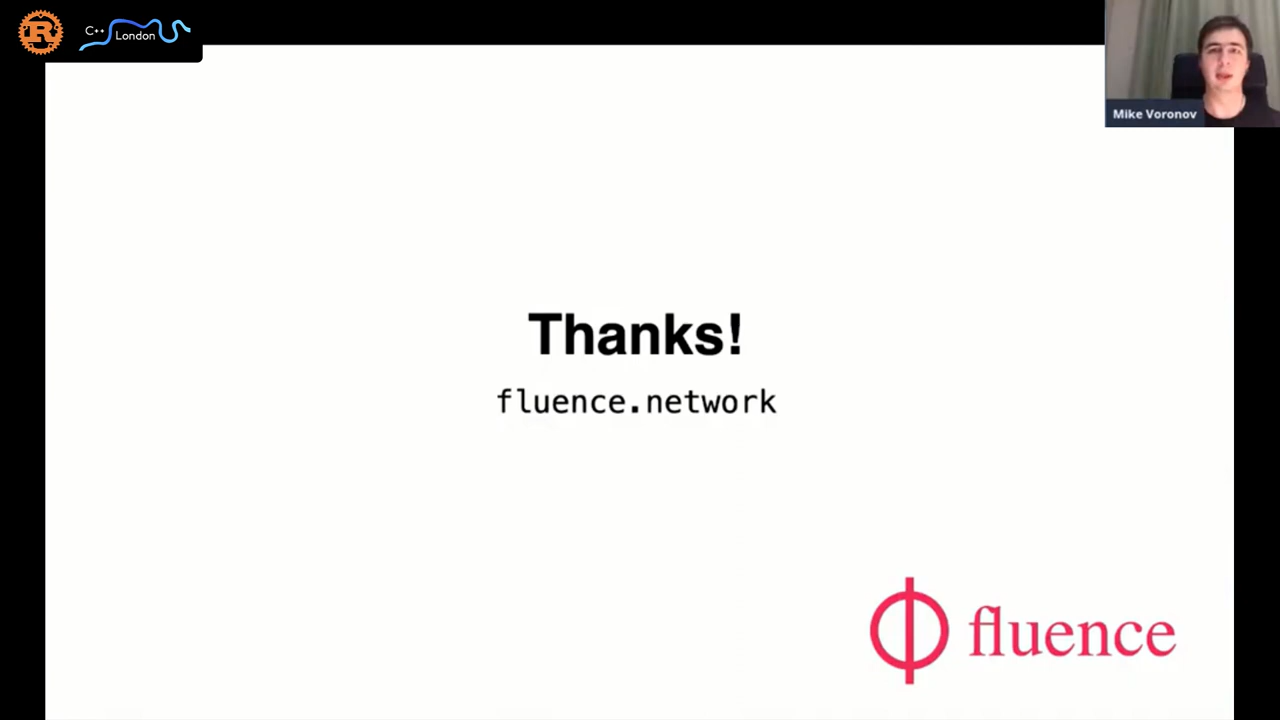 R
C++
London
Mike Voronov
Thanks!
fluence.network
fluence